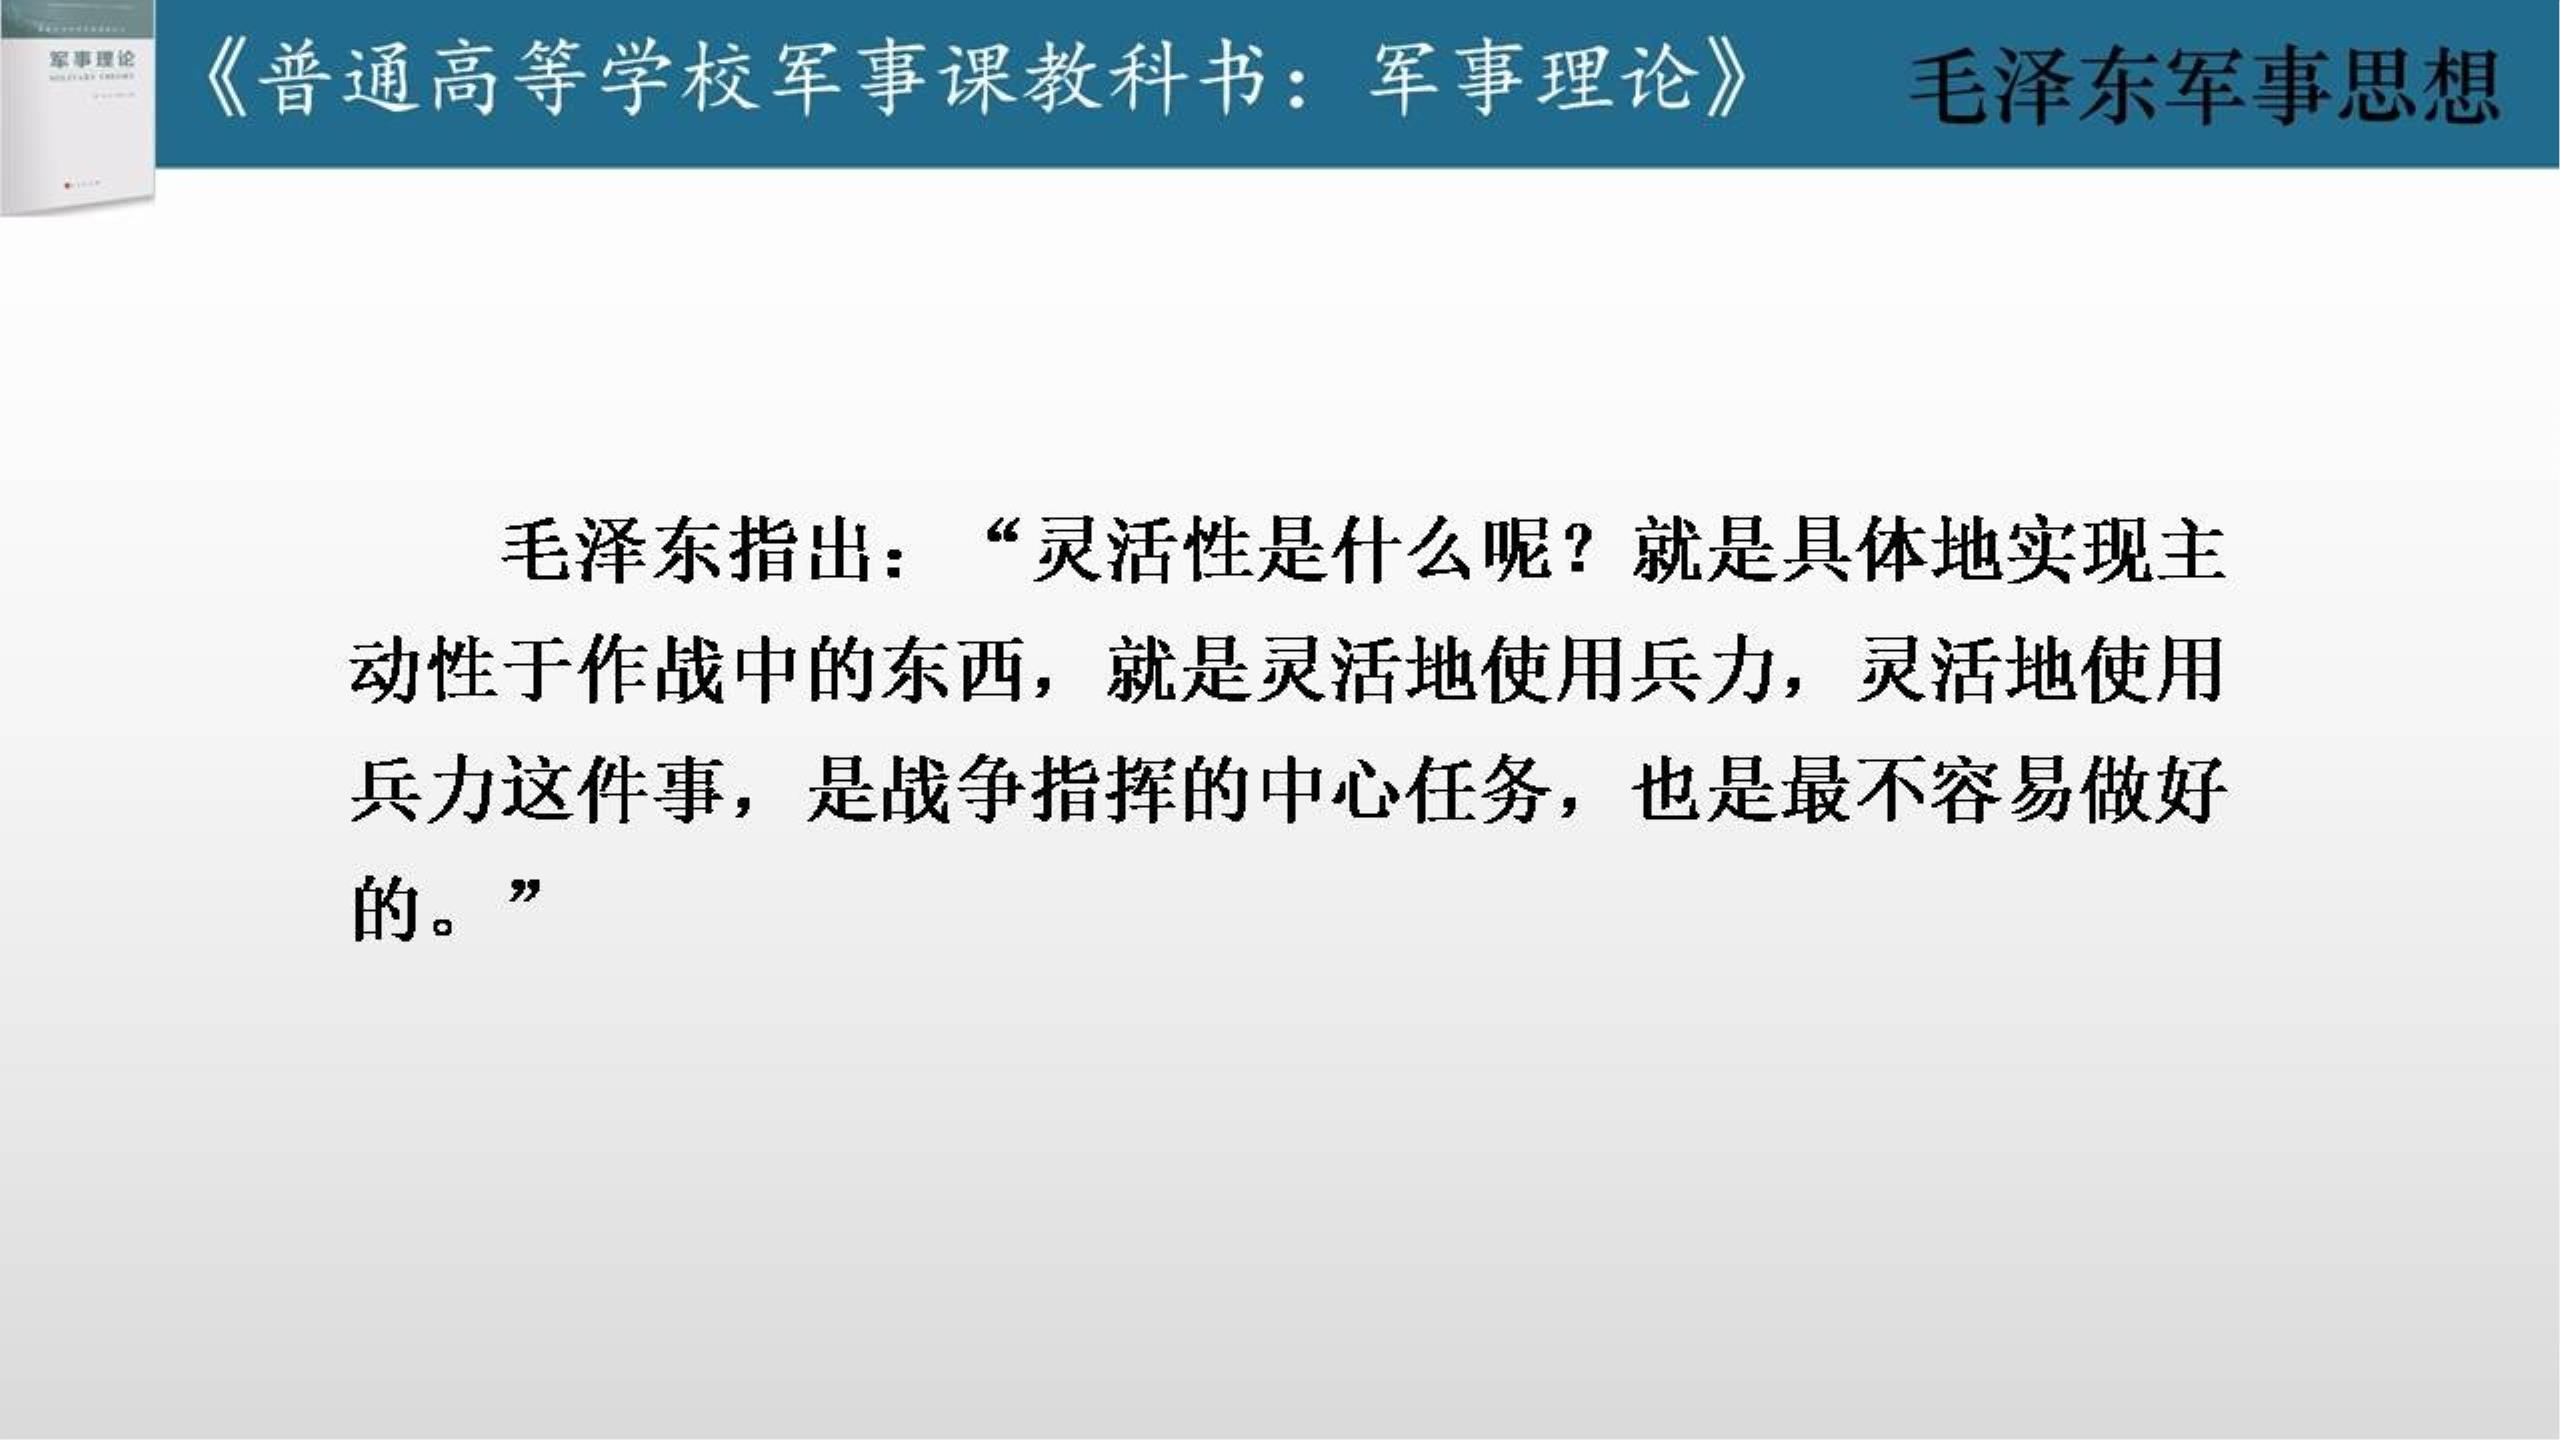 军事理论
MILITARY THEORY
《普通高等学校军事课教科书：军事理论》
毛泽东军事思想
毛泽东指出：“灵活性是什么呢？就是具体地实现主
动性于作战中的东西，就是灵活地使用兵力，灵活地使用
兵力这件事，是战争指挥的中心任务，也是最不容易做好
的。”